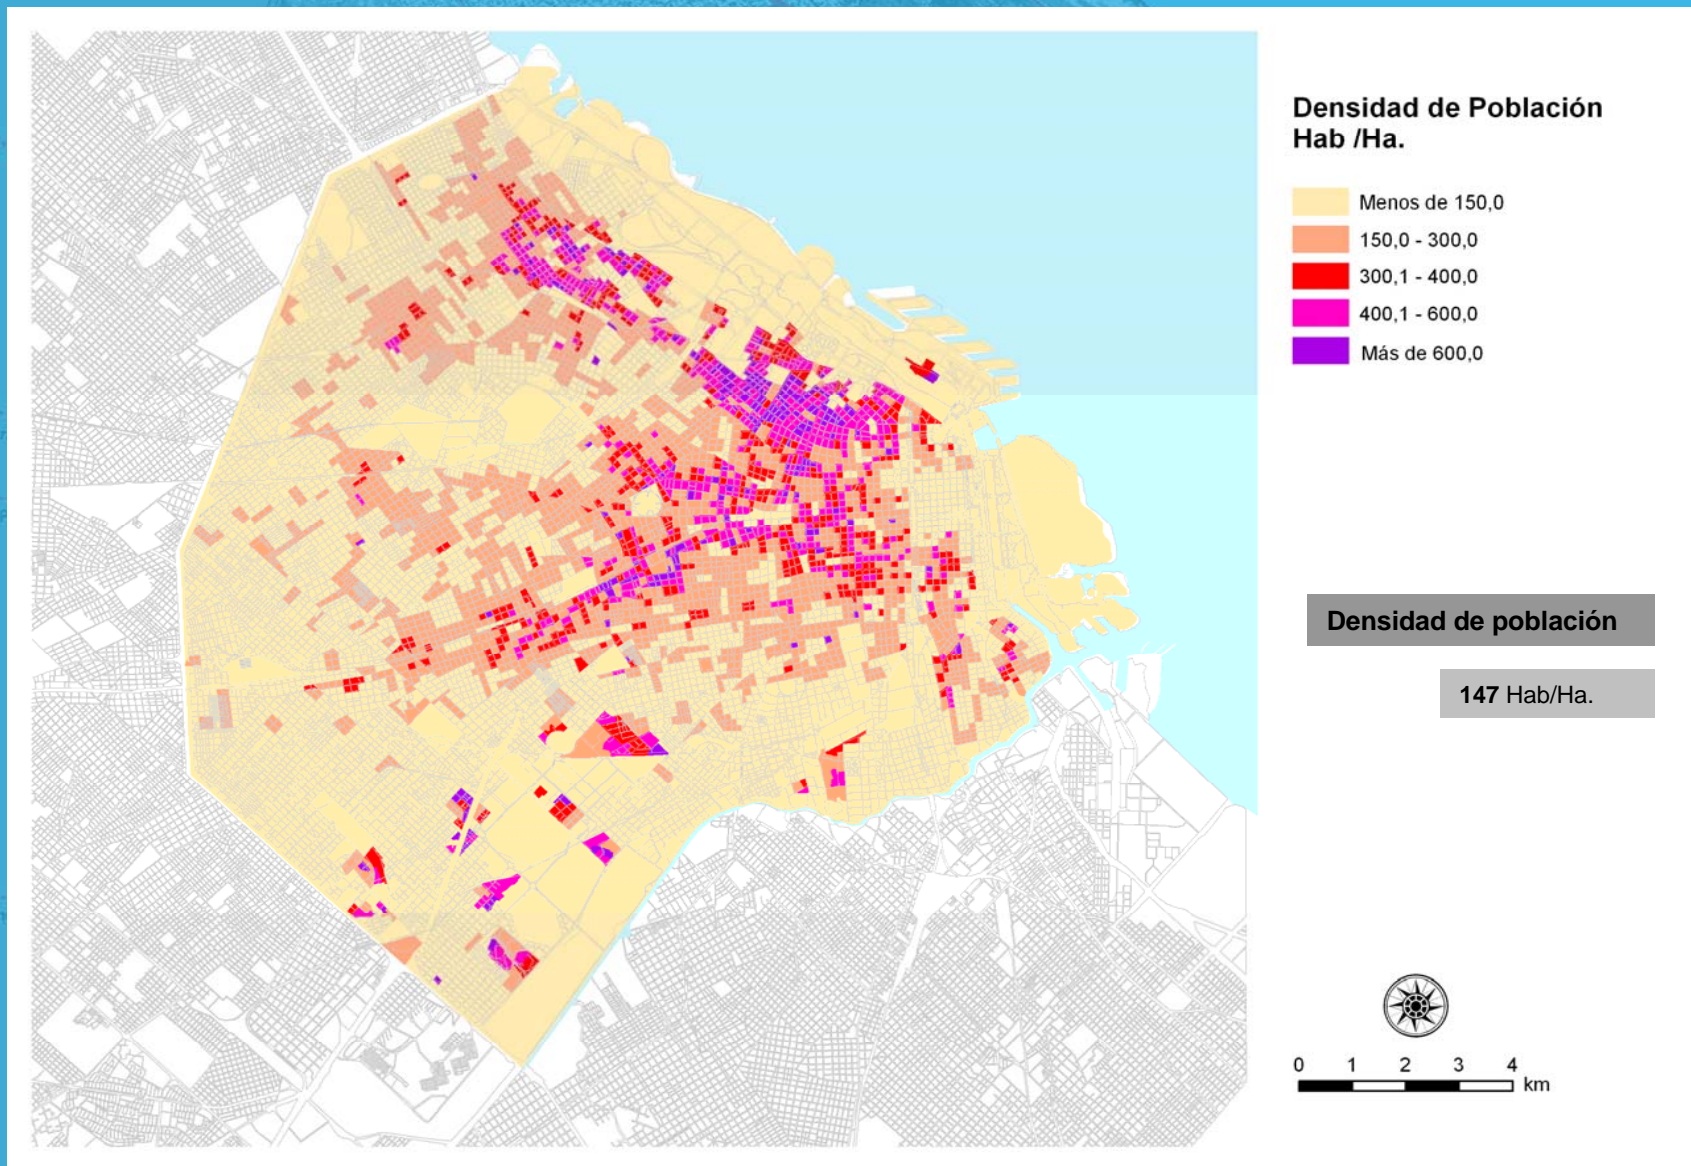 Densidad de Población
Hab /Ha.
Menos de 150,0
150,0 - 300,0
300,1 - 400,0
400,1 - 600,0
Más de 600,0
Densidad de población
147 Hab/Ha.
0 1 2 3 4
km